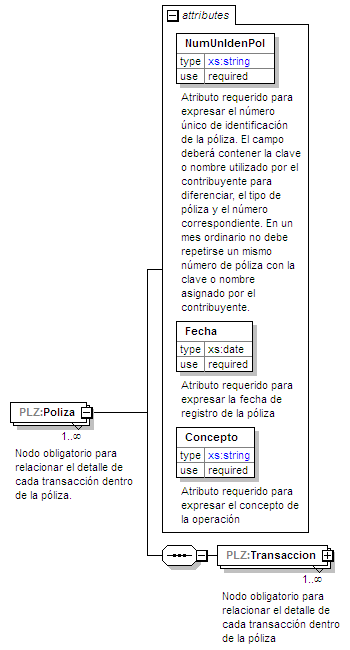 attributes
NumUnIdenPol
type xs:string
use required
Atributo requerido para
expresar el número
único de identificación
de la póliza. El campo
deberá contener la clave
o nombre utilizado por el
contribuyente para
diferenciar, el tipo de
póliza y el número
correspondiente. En un
mes ordinario no debe
repetirse un mismo
número de póliza con la
clave o nombre
asignado por el
contribuyente.
Fecha
type xs:date
use required
Atributo requerido para
expresar la fecha de
registro de la póliza
PLZ:Poliza
1..∞
Nodo obligatorio para
relacionar el detalle de
cada transacción dentro
de la póliza.
Concepto
type xs:string
use required
Atributo requerido para
expresar el concepto de
la operación
PLZ:Transaccion
1..∞
Nodo obligatorio para
relacionar el detalle de
cada transacción dentro
de la póliza